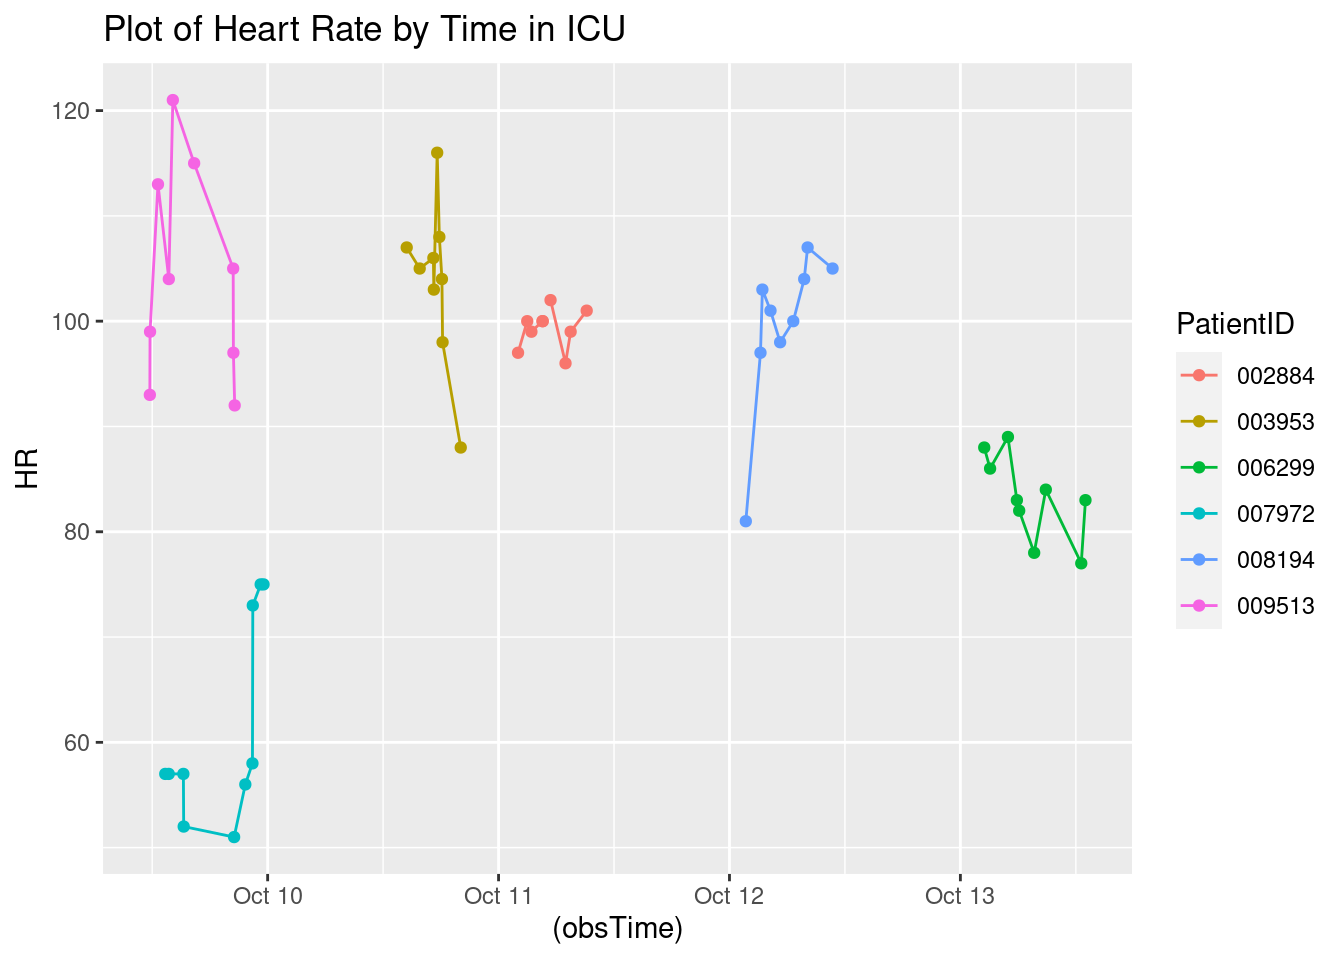 Plot of Heart Rate by Time in ICU
120
100
80
60
HR
Oct 10
Oct 11
Oct 12
Oct 13
(obsTime)
PatientID
002884
003953
006299
007972
008194
009513